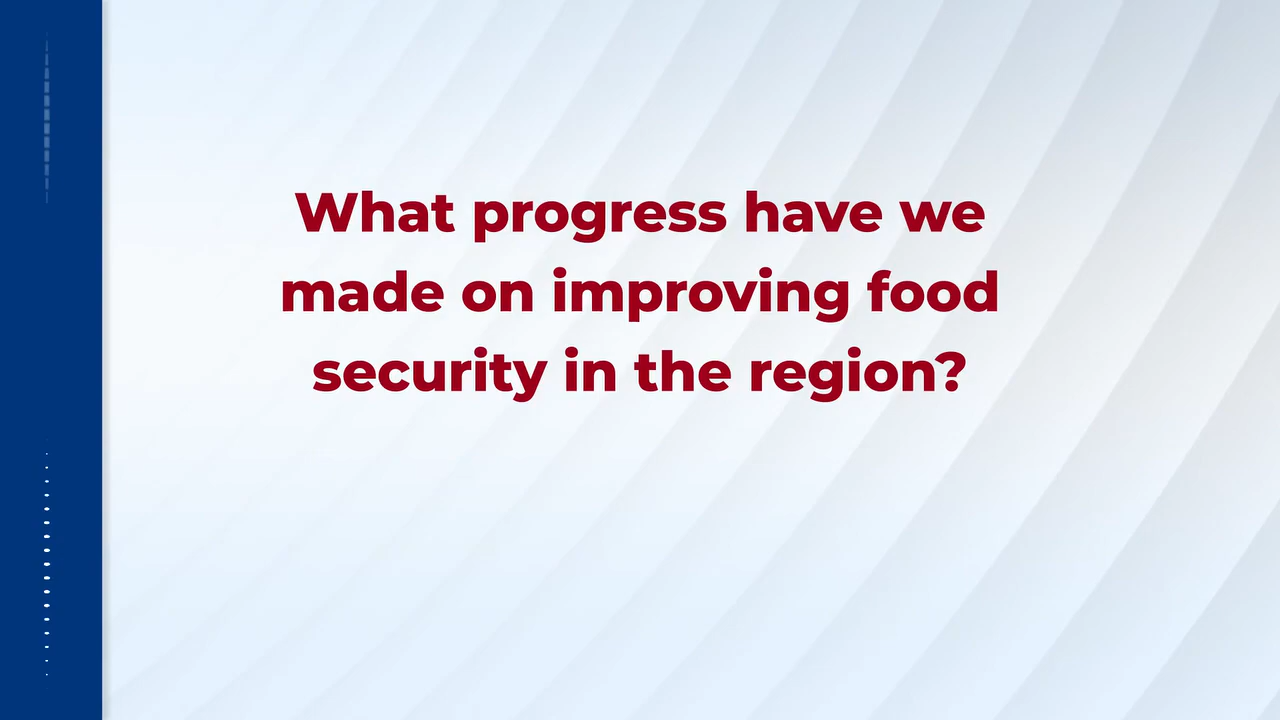 What progress have we
made on improving food
security in the region?